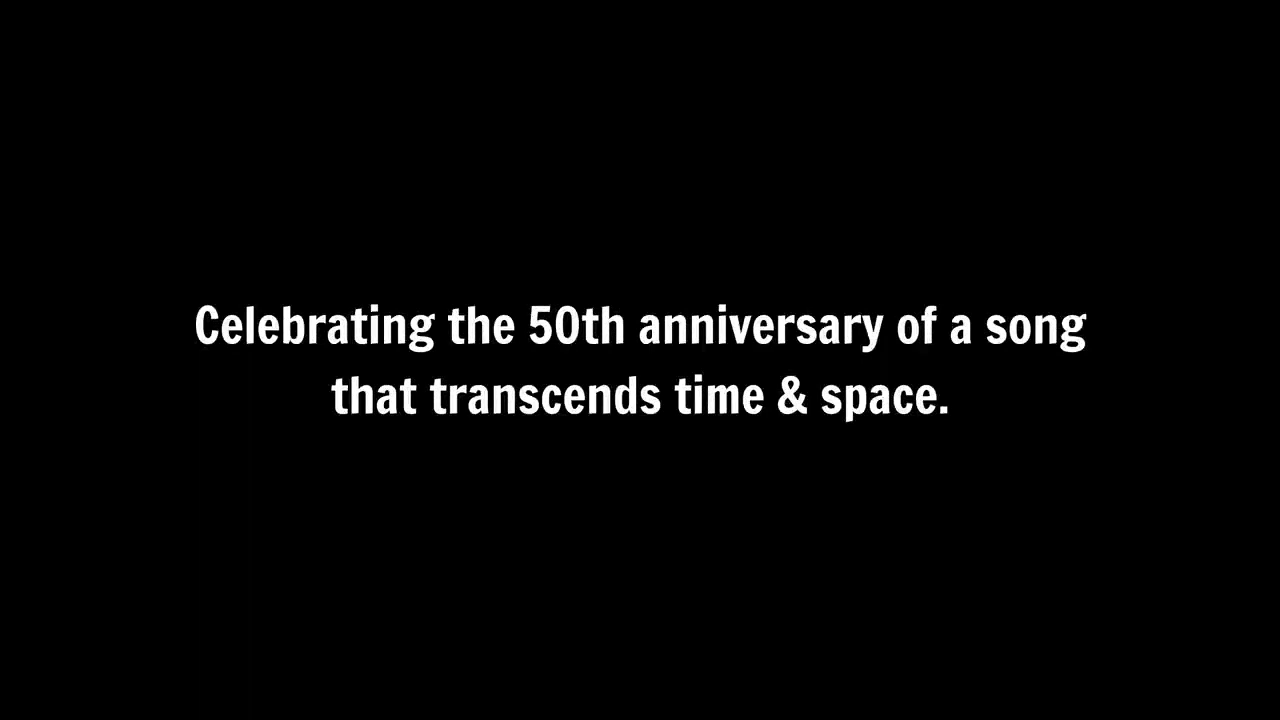 Celebrating the 50th anniversary of a song
that transcends time & space.